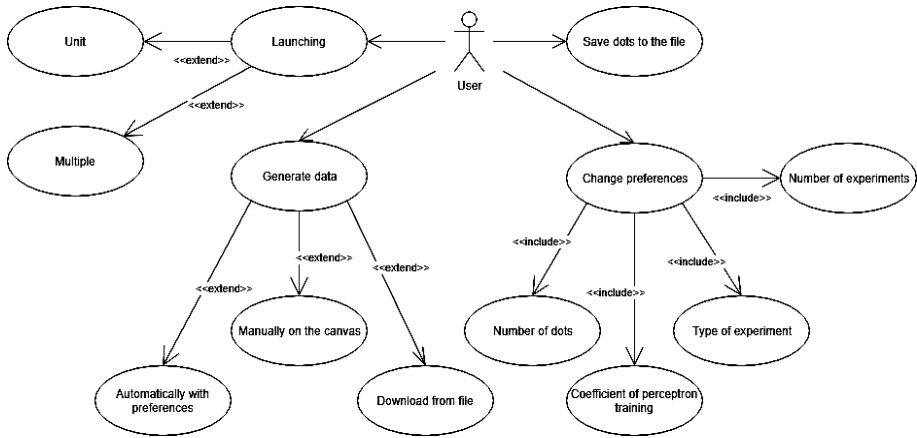 Unit
Launching
Save dots to the file
<<extend>>
User
<<extend>>
Multiple
Generate data
Change preferences
Number of experiments
<<include>>
<<include>>
<<extend>>
<<extend>>
<<extend>>
<<include>>
<<include>>
Manually on the canvas
Number of dots
Type of experiment
Automatically with
preferences
Download from file
Coefficient of perceptron
training